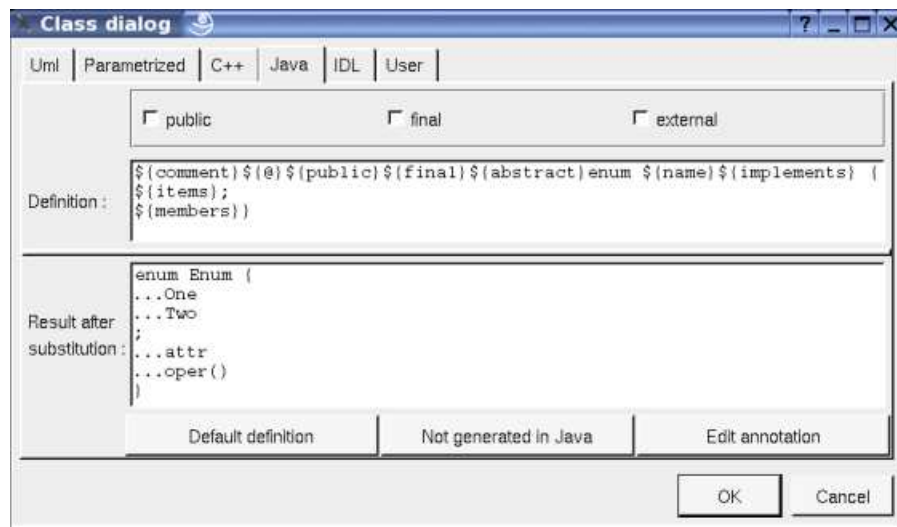 Class dialog
? _ □ X
Uml Parametrized C++ Java IDL User
public final external
Definition :
${comment}${@}${public}${final}${abstract}enum ${name}${implements} {
${items};
${members}}
Result after
substitution :
enum Enum {
...One
...Two
;
...attr
...oper()
}
Default definition Not generated in Java Edit annotation
OK Cancel